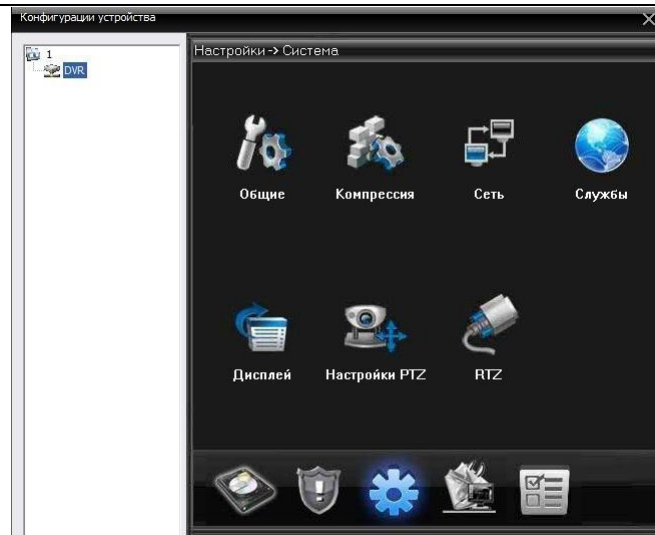 Конфигурации устройства
1
DVR
Настройки -> Система
Общие
Компрессия
Сеть
Службы
Дисплей
Настройки PTZ
RTZ